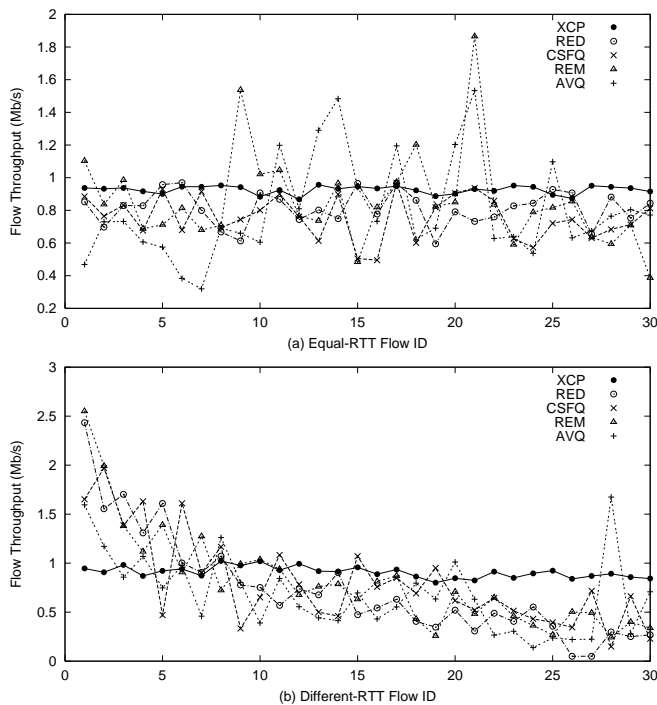 2
1.8
1.6
1.4
1.2
1
0.8
0.6
0.4
0.2
Flow Throughput (Mb/s)
XCP
RED
CSFQ
REM
AVQ
0 5 10 15 20 25 30
(a) Equal-RTT Flow ID
3
2.5
2
1.5
1
0.5
0
Flow Throughput (Mb/s)
XCP
RED
CSFQ
REM
AVQ
0 5 10 15 20 25 30
(b) Different-RTT Flow ID